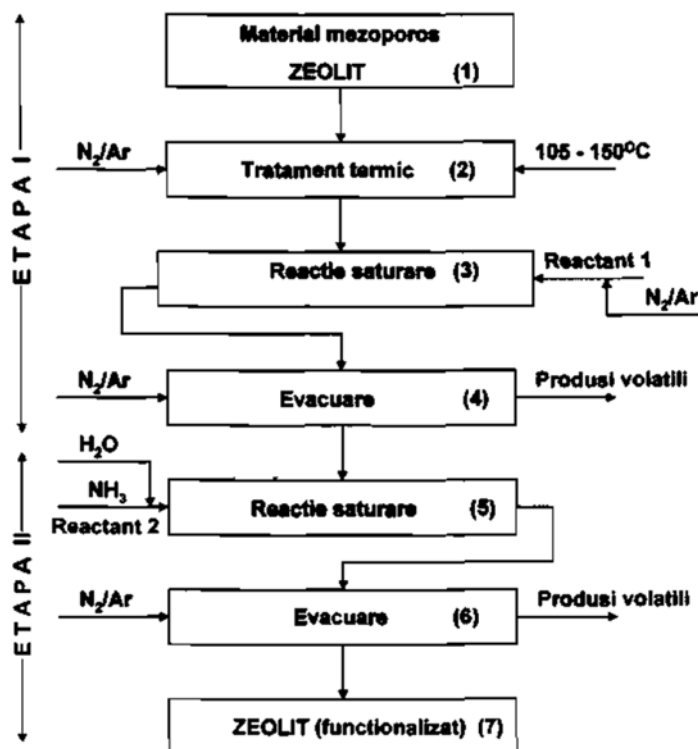 Material mezoporos
ZEOLIT (1)
N₂/Ar
Tratament termic (2)
105 - 150⁰C
Reactie saturare (3)
Reactant 1
N₂/Ar
N₂/Ar
Evacuare (4)
Produsi volatili
ETAPA I
H₂O
NH₃
Reactant 2
Reactie saturare (5)
N₂/Ar
Evacuare (6)
Produsi volatili
ETAPA II
ZEOLIT (functionalizat) (7)